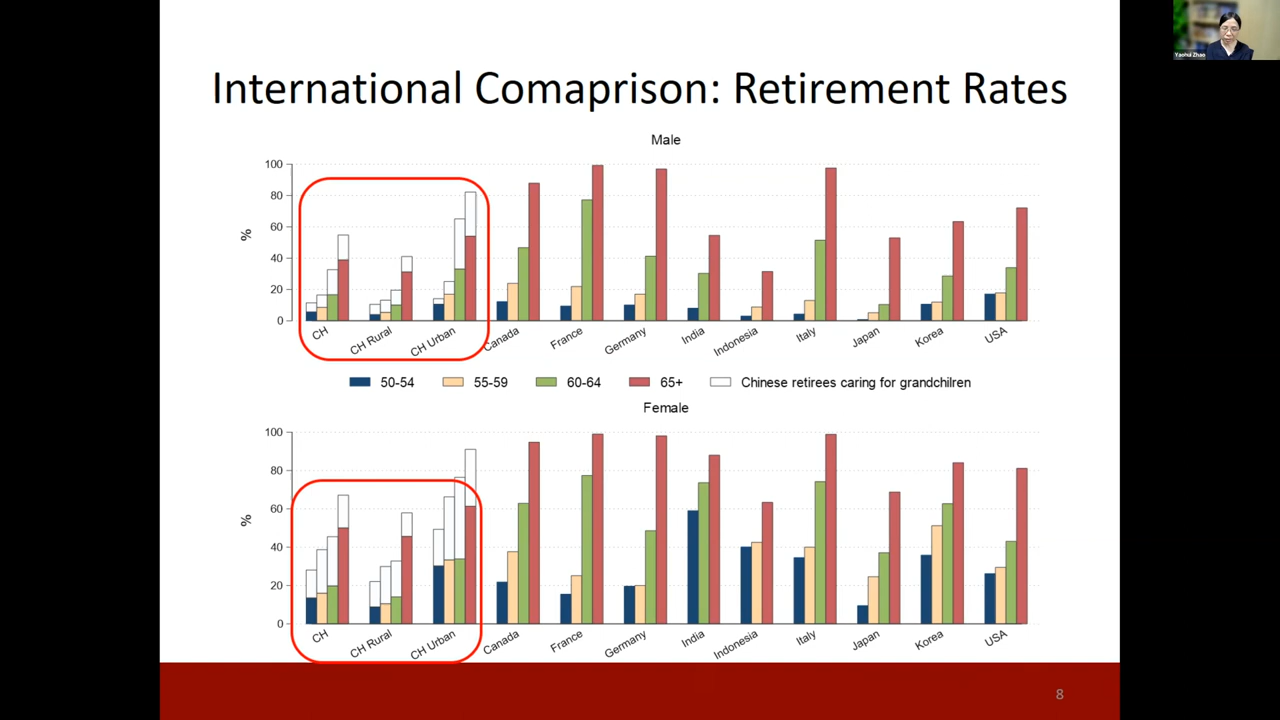 Yaohui Zhao
International Comaprison: Retirement Rates
Male
100
80
60
40
20
0
%
CH
CH Rural
CH Urban
Canada
France
Germany
India
Indonesia
Italy
Japan
Korea
USA
50-54 55-59 60-64 65+ Chinese retirees caring for grandchilren
Female
100
80
60
40
20
0
%
CH
CH Rural
CH Urban
Canada
France
Germany
India
Indonesia
Italy
Japan
Korea
USA
8